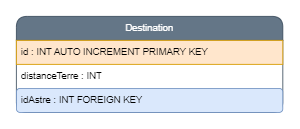 Destination
id : INT AUTO INCREMENT PRIMARY KEY
distanceTerre : INT
idAstre : INT FOREIGN KEY